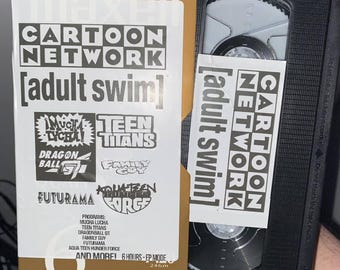 maxell
CARTOON
NETWORK
[adult swim]
¡MUCHA
LUCHA!
TEEN
TITANS
DRAGON
BALL GT
FAMILY
GUY
FUTURAMA
AQUA TEEN
HUNGER
FORCE
PROGRAMS:
MUCHA LUCHA
TEEN TITANS
DRAGONBALL GT
FAMILY GUY
FUTURAMA
AQUA TEEN HUNGER FORCE
AND MORE! 6 HOURS - EP MODE
246m
CARTOON
NETWORK
[adult swim]